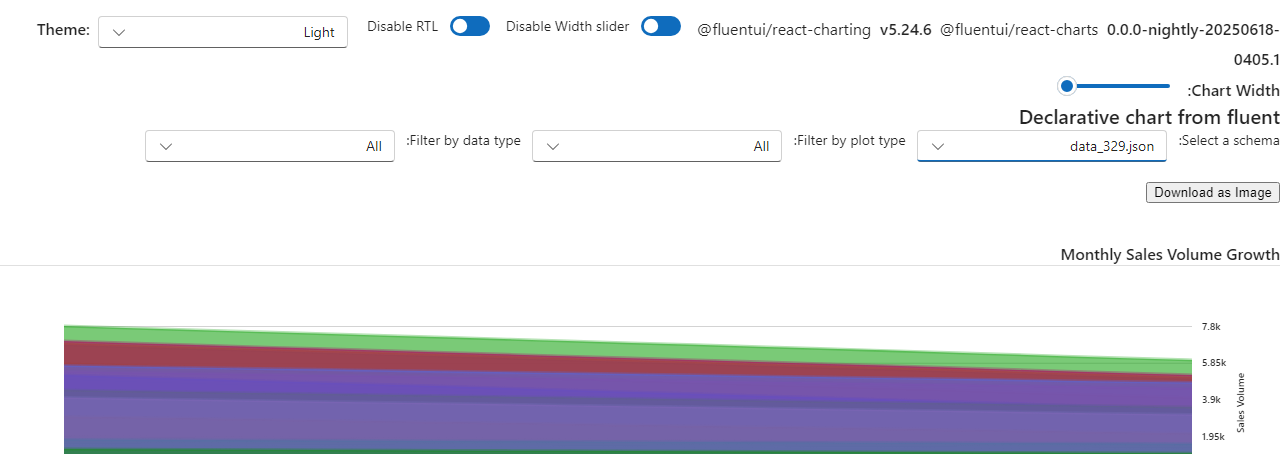 Theme: Light Disable RTL Disable Width slider @fluentui/react-charting v5.24.6 @fluentui/react-charts 0.0.0-nightly-20250618-
0405.1
:Chart Width
Declarative chart from fluent
:Select a schema data_329.json :Filter by plot type All :Filter by data type All
Download as Image
Monthly Sales Volume Growth
7.8k
5.85k
3.9k
1.95k
Sales Volume